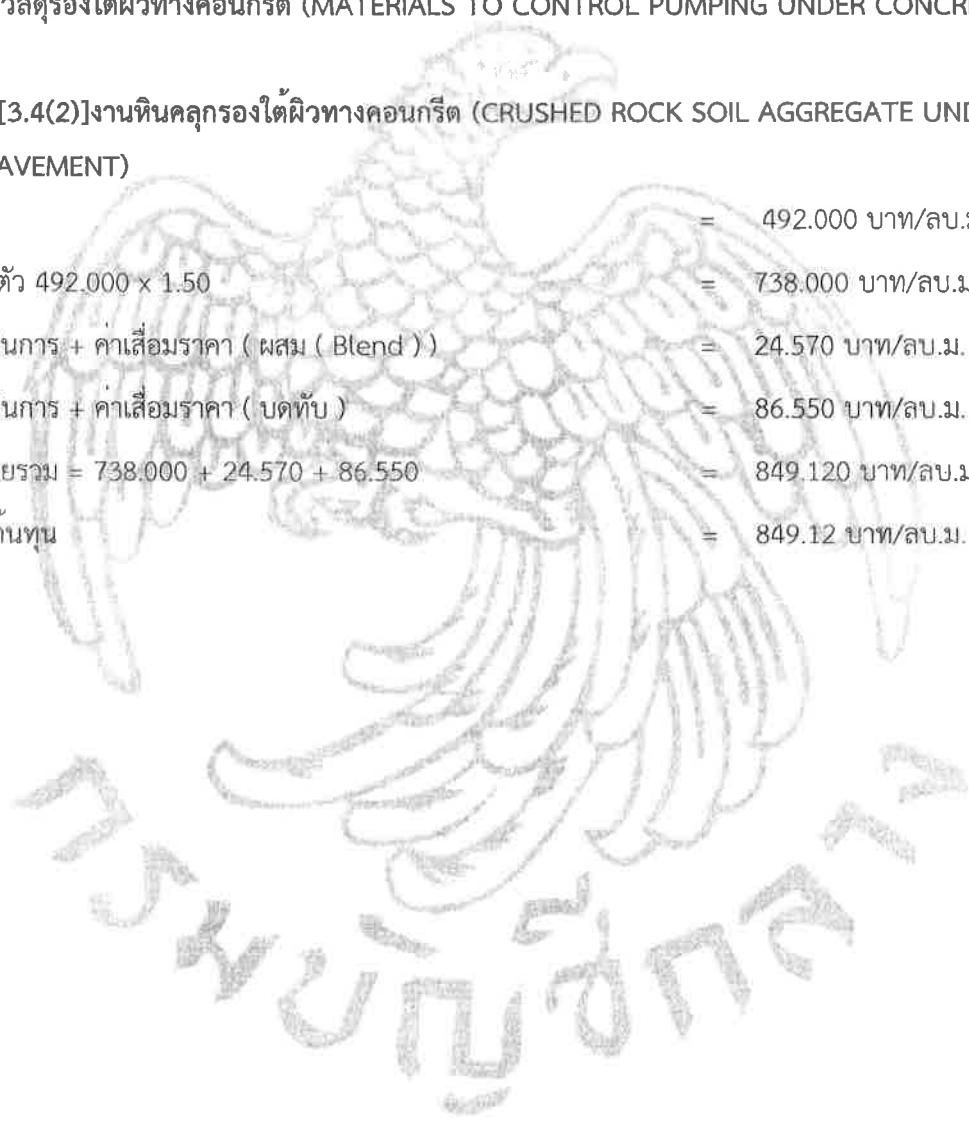 วัสดุรองใต้ผิวทางคอนกรีต (MATERIALS TO CONTROL PUMPING UNDER CONCRE
[3.4(2)]งานหินคลุกรองใต้ผิวทางคอนกรีต (CRUSHED ROCK SOIL AGGREGATE UND
AVEMENT)
= 492.000 บาท/ลบ.ม
ตัว 492.000 x 1.50 = 738.000 บาท/ลบ.ม
นการ + ค่าเสื่อมราคา ( ผสม ( Blend ) ) = 24.570 บาท/ลบ.ม.
นการ + ค่าเสื่อมราคา ( บดทับ ) = 86.550 บาท/ลบ.ม.
ยรวม = 738.000 + 24.570 + 86.550 = 849.120 บาท/ลบ.ม
้นทุน = 849.12 บาท/ลบ.ม.
กรมบัญชีกลาง